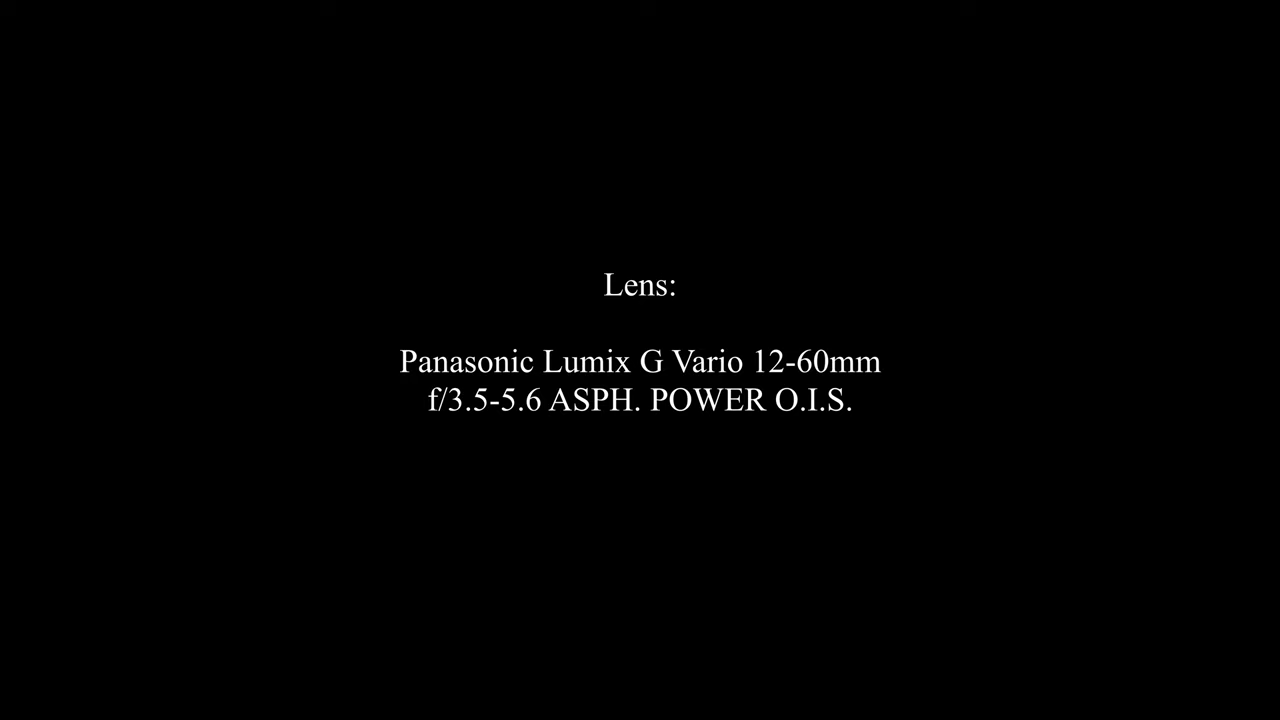 Lens:
Panasonic Lumix G Vario 12-60mm
f/3.5-5.6 ASPH. POWER O.I.S.